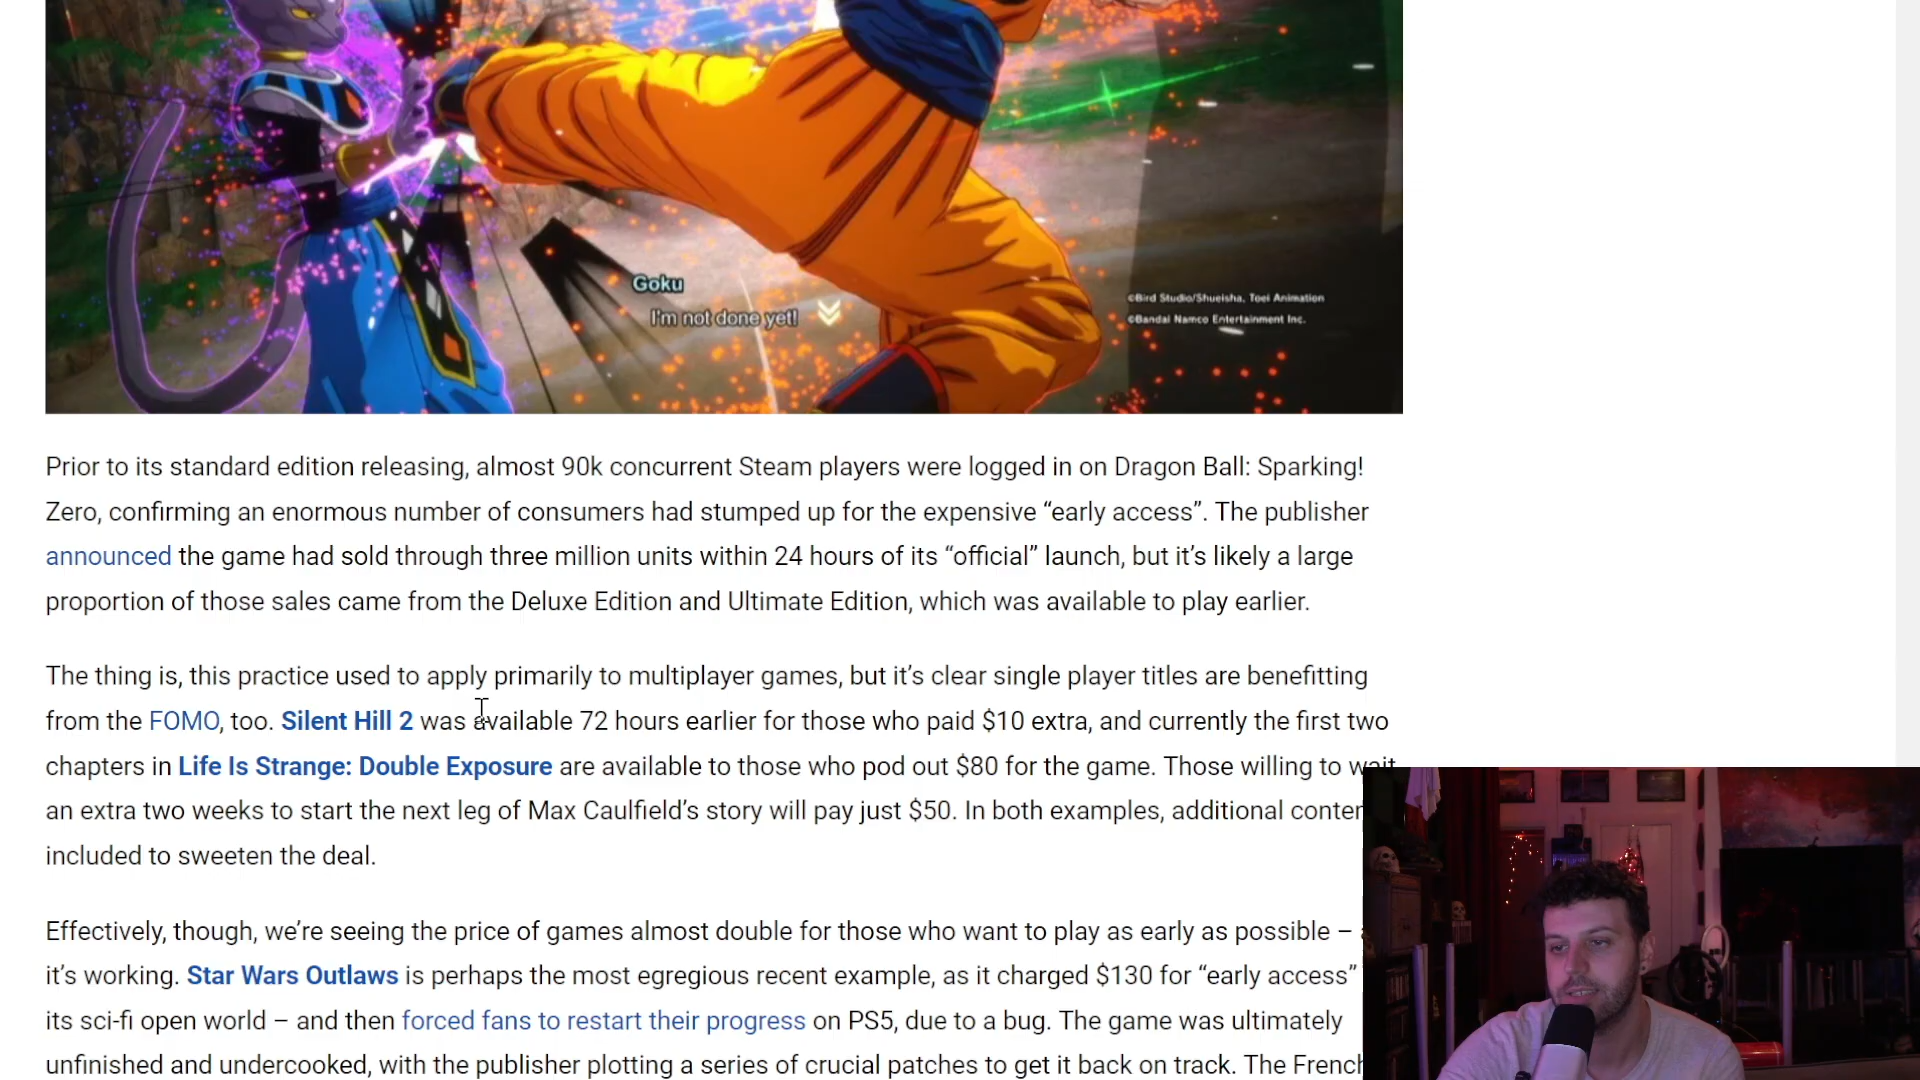 Goku
I'm not done yet!
©Bird Studio/Shueisha, Toei Animation
©Bandai Namco Entertainment Inc.
Prior to its standard edition releasing, almost 90k concurrent Steam players were logged in on Dragon Ball: Sparking!
Zero, confirming an enormous number of consumers had stumped up for the expensive “early access”. The publisher
announced the game had sold through three million units within 24 hours of its “official” launch, but it’s likely a large
proportion of those sales came from the Deluxe Edition and Ultimate Edition, which was available to play earlier.
The thing is, this practice used to apply primarily to multiplayer games, but it’s clear single player titles are benefitting
from the FOMO, too. Silent Hill 2 was available 72 hours earlier for those who paid $10 extra, and currently the first two
chapters in Life Is Strange: Double Exposure are available to those who pod out $80 for the game. Those willing to wait
an extra two weeks to start the next leg of Max Caulfield’s story will pay just $50. In both examples, additional
included to sweeten the deal.
Effectively, though, we’re seeing the price of games almost double for those who want to play as early as possible –
it’s working. Star Wars Outlaws is perhaps the most egregious recent example, as it charged $130 for “early access”
its sci-fi open world – and then forced fans to restart their progress on PS5, due to a bug. The game was ultimately
unfinished and undercooked, with the publisher plotting a series of crucial patches to get it back on track. The